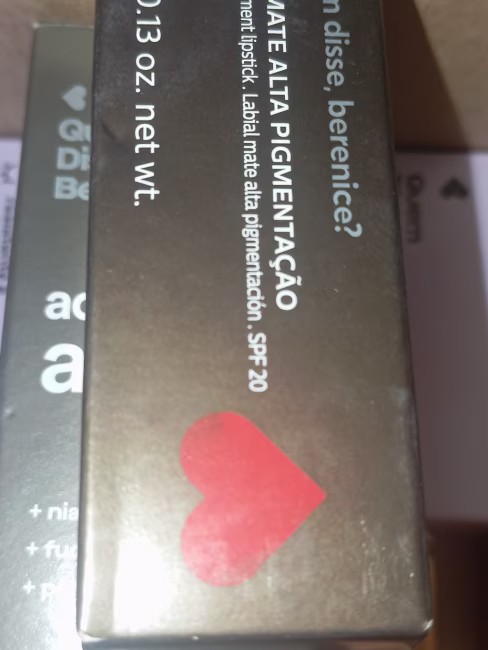 m disse, berenice?
MATE ALTA PIGMENTAÇÃO
ment lipstick. Labial mate alta pigmentación. SPF 20
0.13 oz. net wt.
Di
Be
ac
a
+ nia
+ fu
+ p
Quem